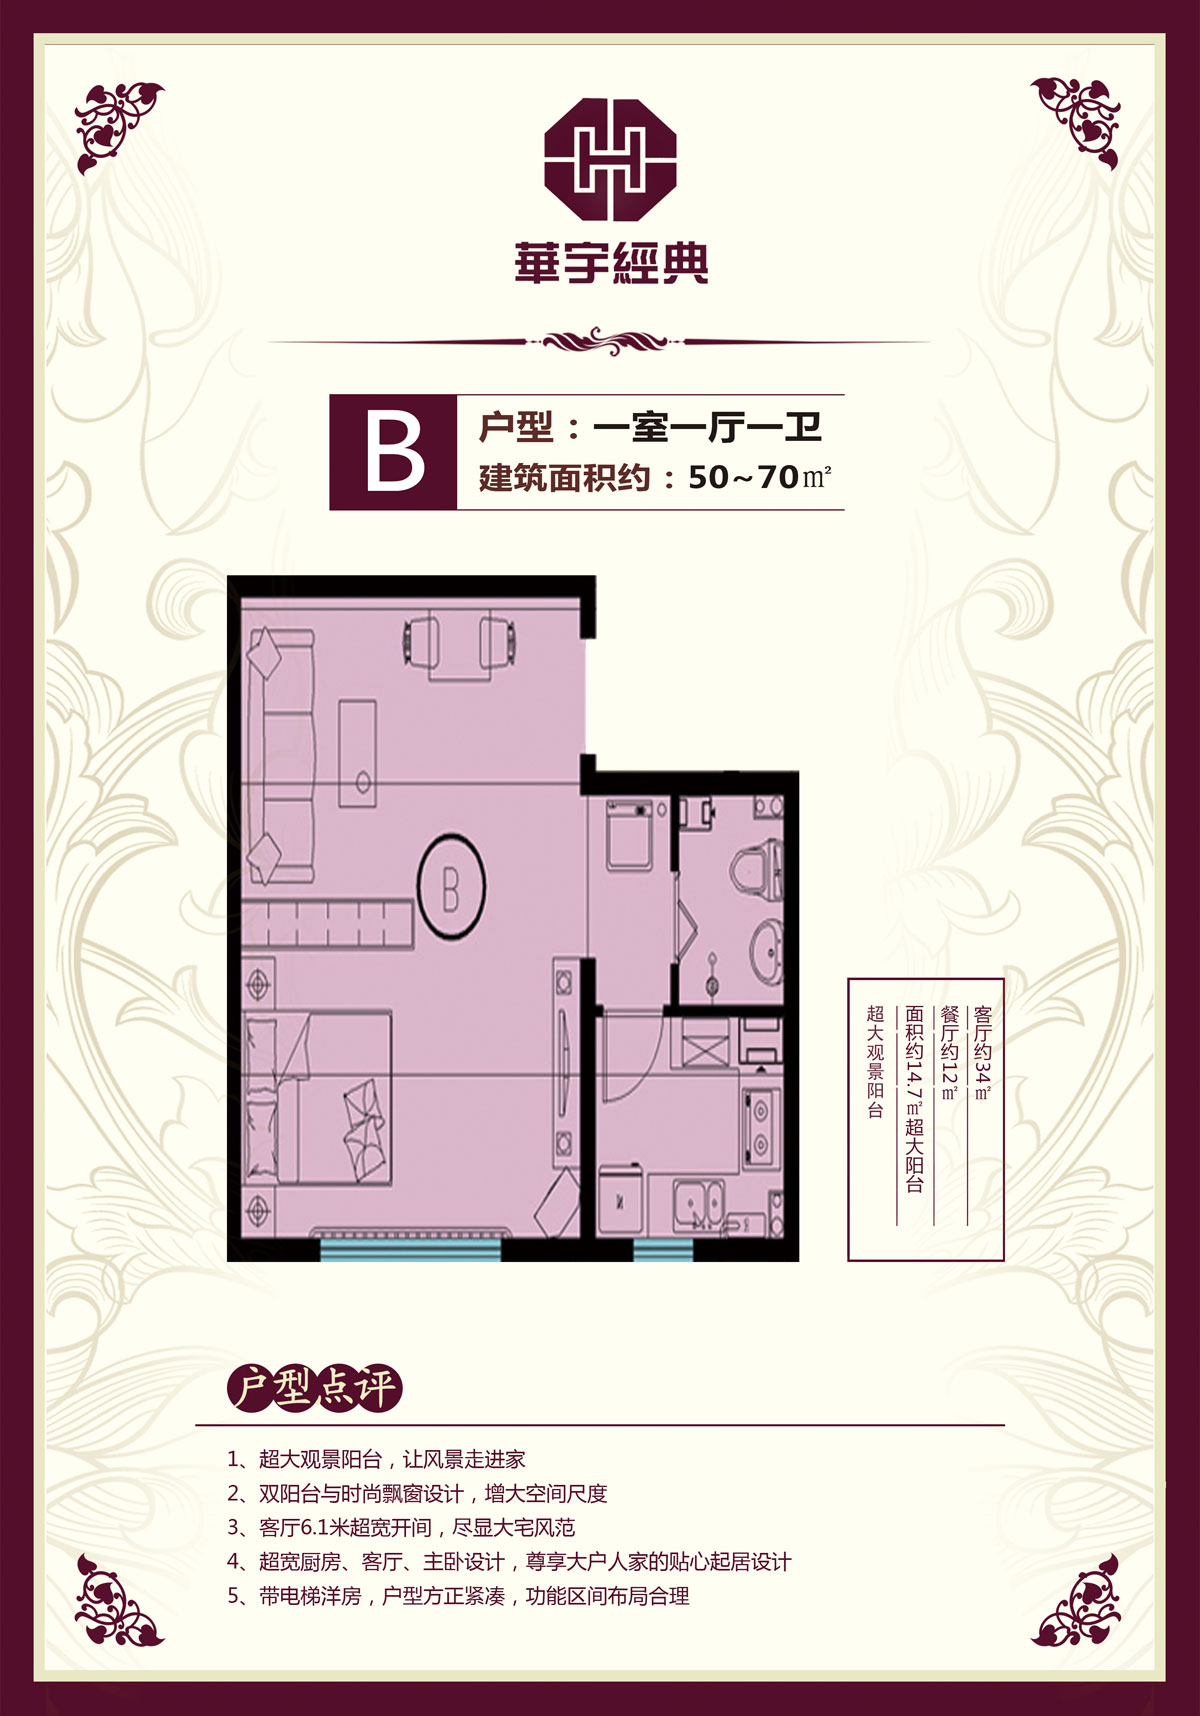 華宇經典
B
户型：一室一厅一卫
建筑面积约：50~70㎡
B
客厅约34㎡
餐厅约12㎡
面积约14.7㎡超大阳台
超大观景阳台
户型点评
1、超大观景阳台，让风景走进家
2、双阳台与时尚飘窗设计，增大空间尺度
3、客厅6.1米超宽开间，尽显大宅风范
4、超宽厨房、客厅、主卧设计，尊享大户人家的贴心起居设计
5、带电梯洋房，户型方正紧凑，功能区间布局合理